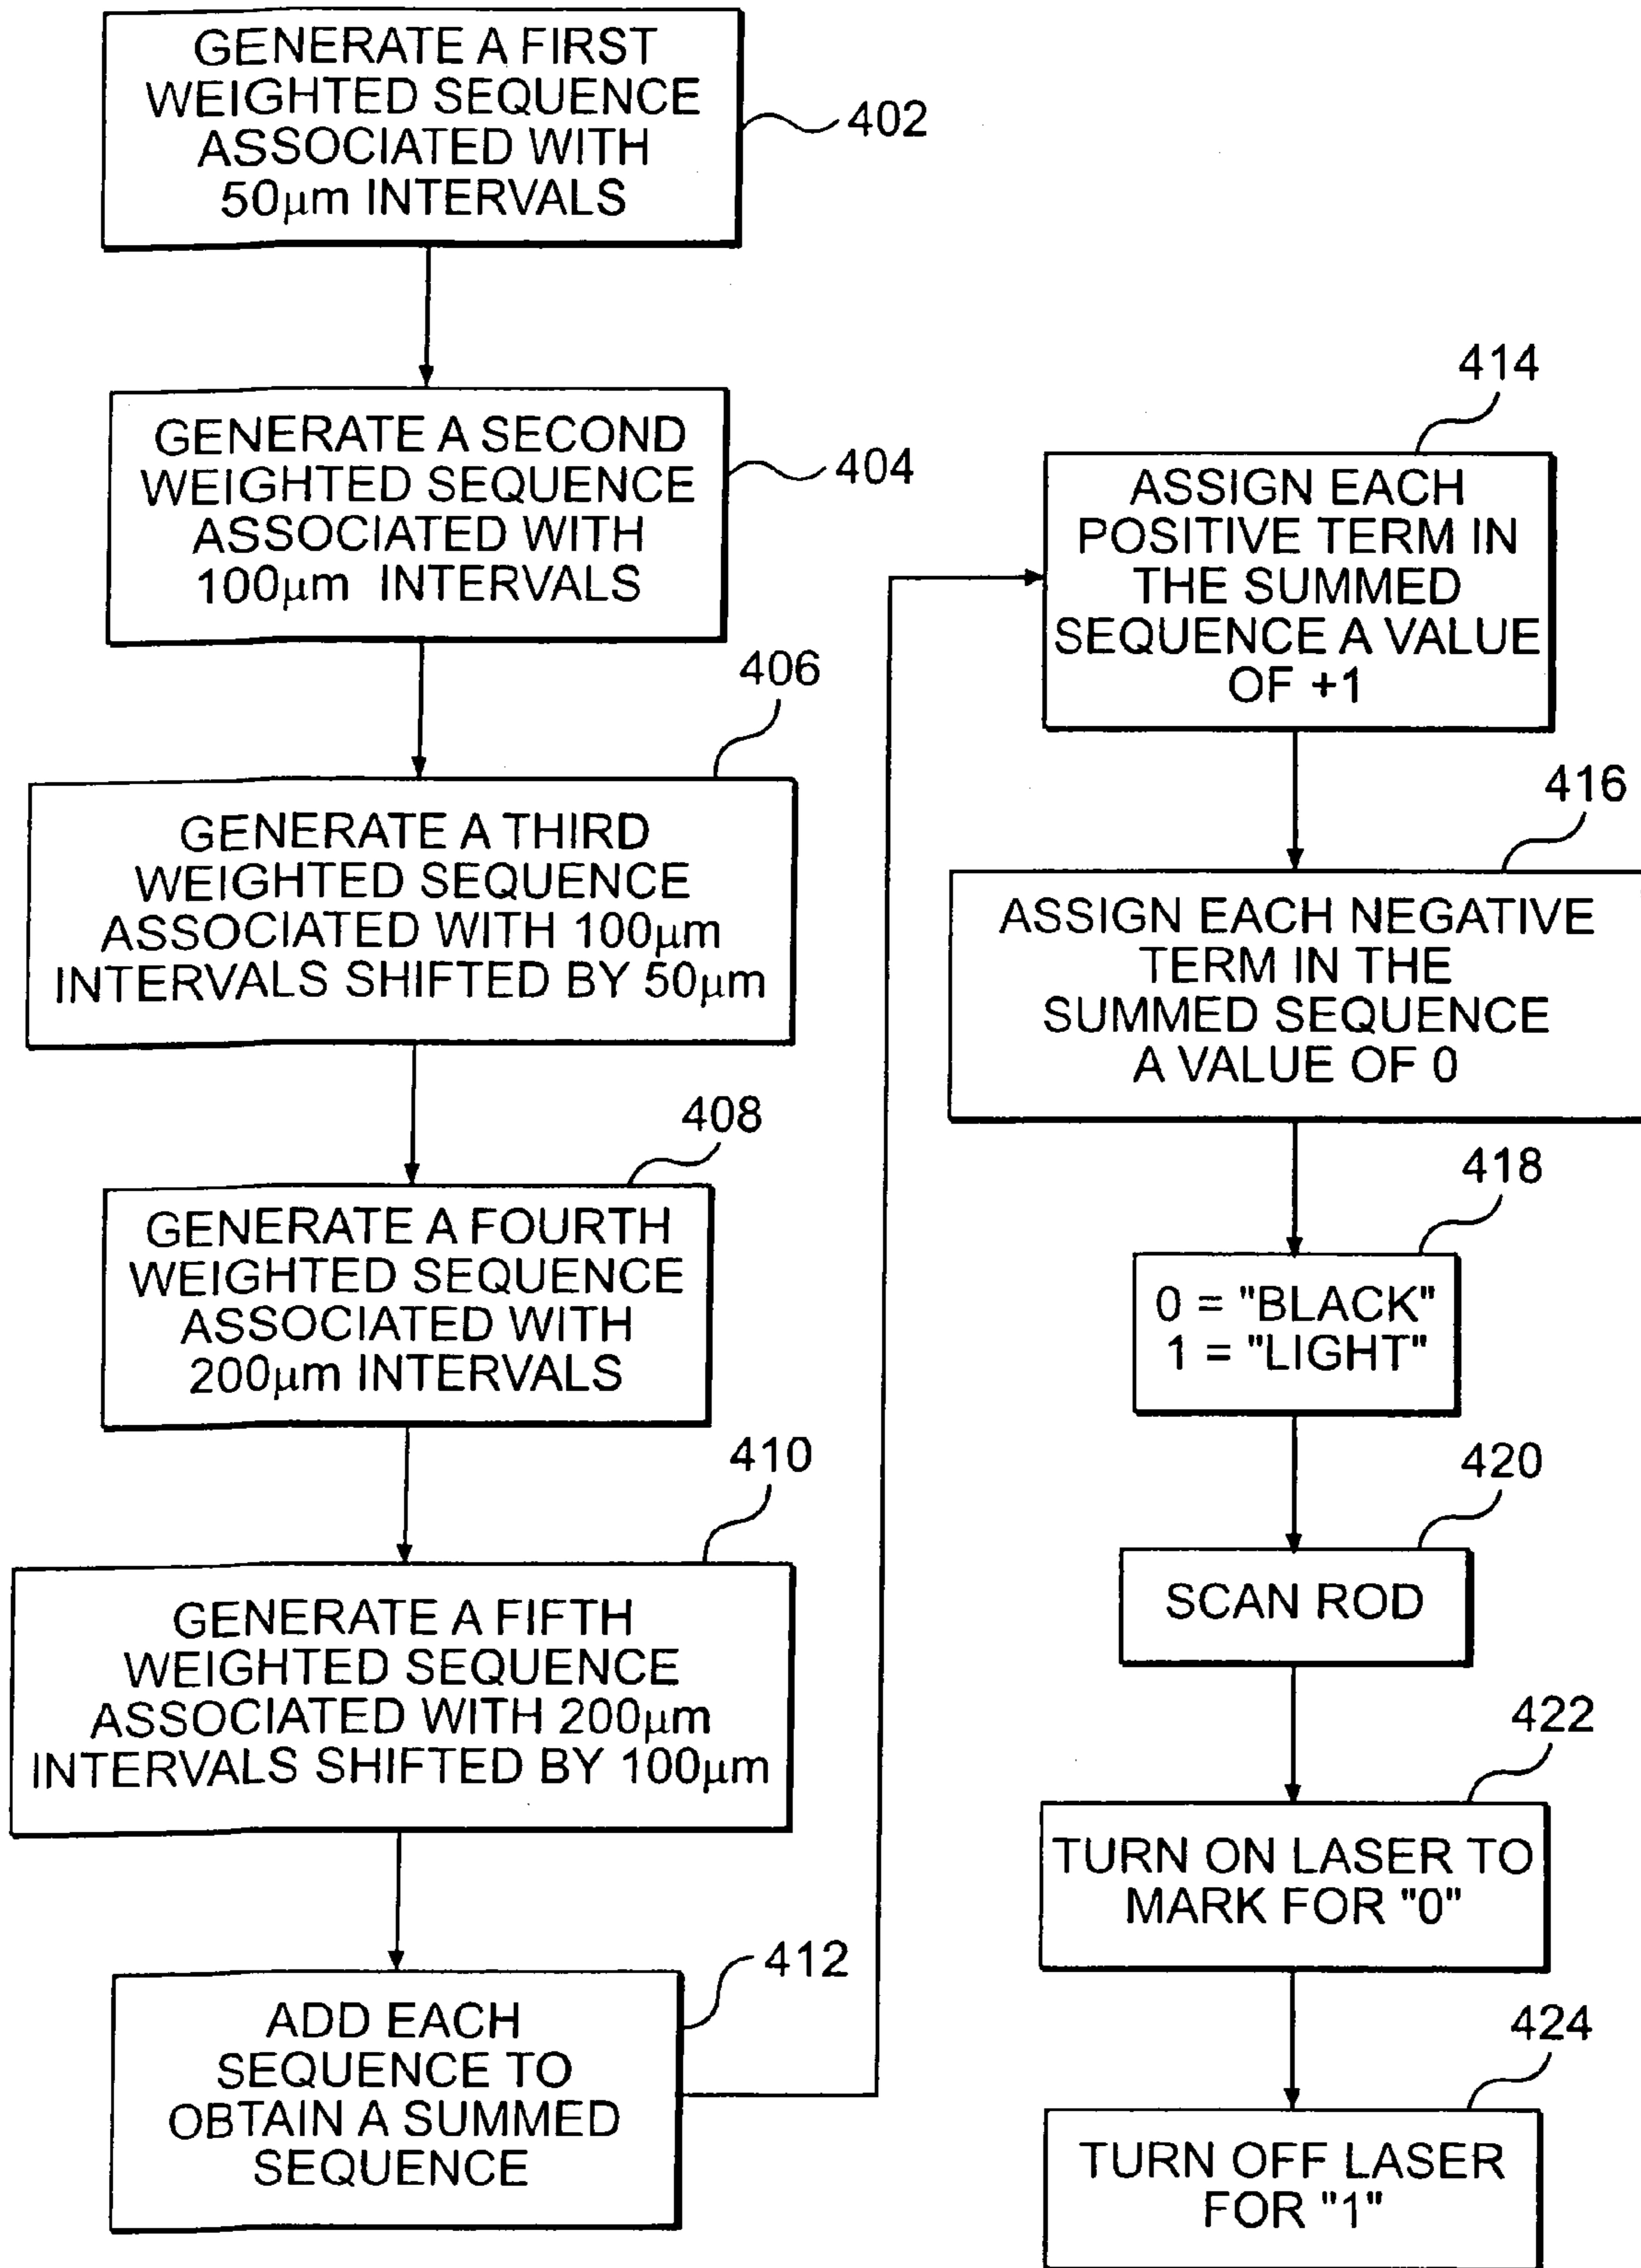 GENERATE A FIRST
WEIGHTED SEQUENCE
ASSOCIATED WITH
50μm INTERVALS
402
GENERATE A SECOND
WEIGHTED SEQUENCE
ASSOCIATED WITH
100μm INTERVALS
404
406
GENERATE A THIRD
WEIGHTED SEQUENCE
ASSOCIATED WITH 100μm
INTERVALS SHIFTED BY 50μm
408
GENERATE A FOURTH
WEIGHTED SEQUENCE
ASSOCIATED WITH
200μm INTERVALS
410
GENERATE A FIFTH
WEIGHTED SEQUENCE
ASSOCIATED WITH 200μm
INTERVALS SHIFTED BY 100μm
412
ADD EACH
SEQUENCE TO
OBTAIN A SUMMED
SEQUENCE
414
ASSIGN EACH
POSITIVE TERM IN
THE SUMMED
SEQUENCE A VALUE
OF +1
416
ASSIGN EACH NEGATIVE
TERM IN THE
SUMMED SEQUENCE
A VALUE OF 0
418
0 = "BLACK"
1 = "LIGHT"
420
SCAN ROD
422
TURN ON LASER TO
MARK FOR "0"
424
TURN OFF LASER
FOR "1"